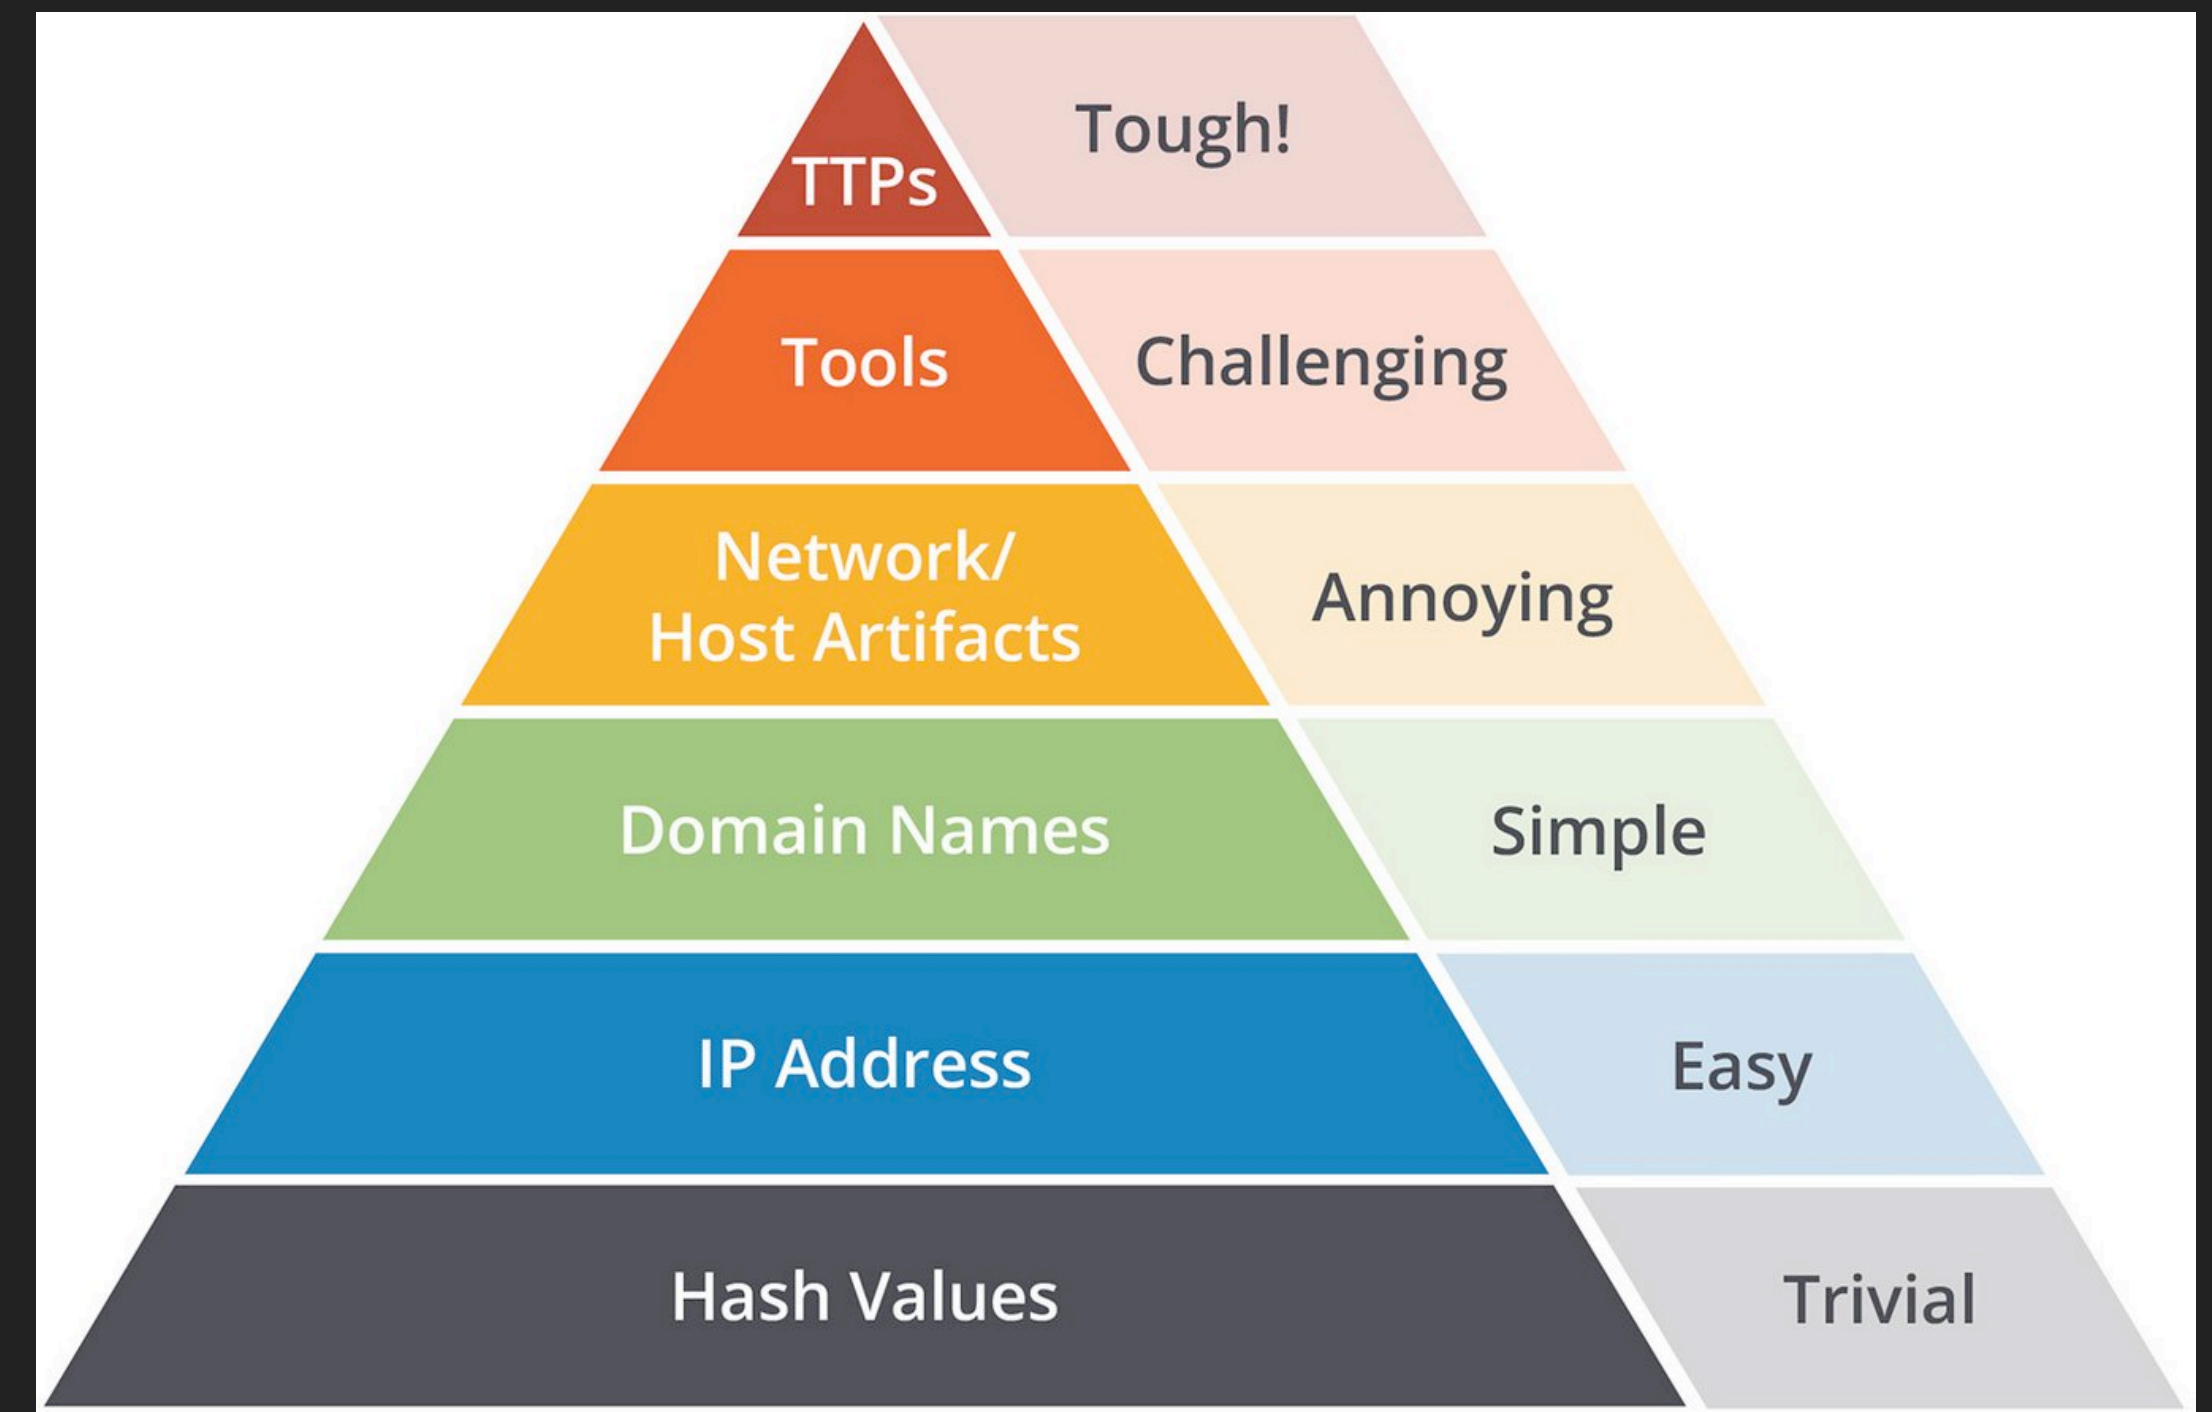 TTPs
Tough!
Tools
Challenging
Network/
Host Artifacts
Annoying
Domain Names
Simple
IP Address
Easy
Hash Values
Trivial